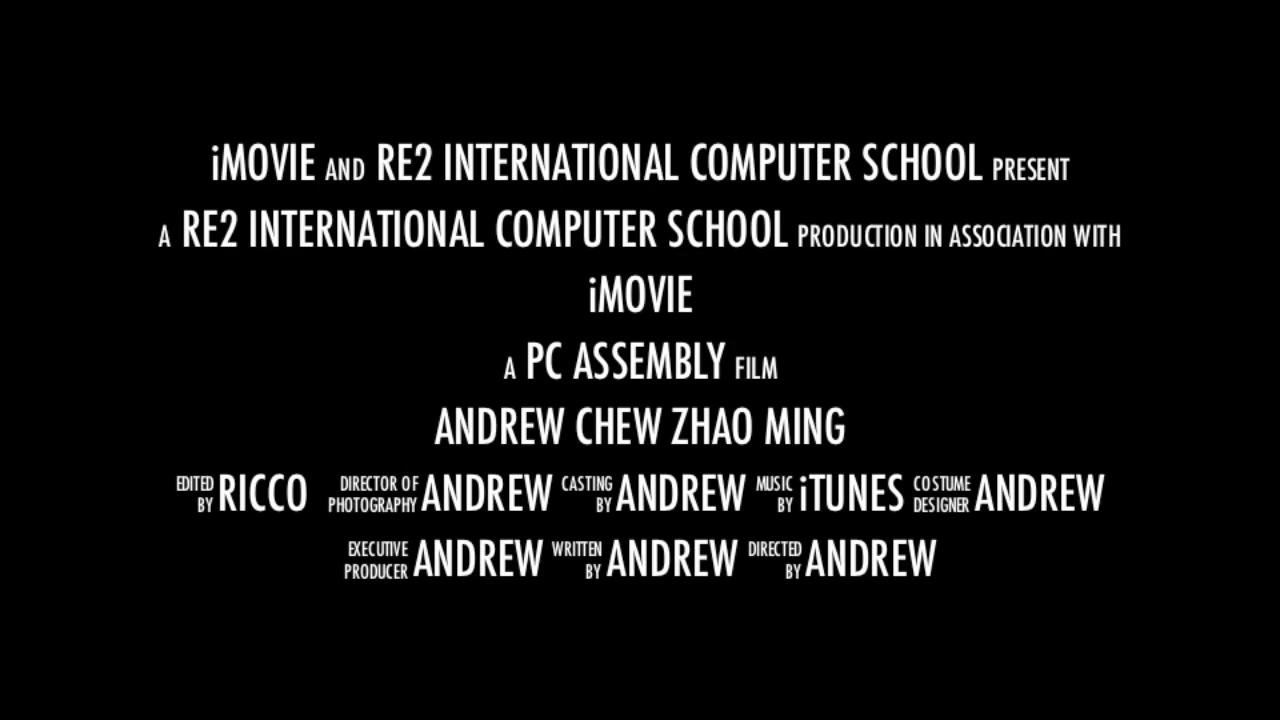 iMOVIE AND RE2 INTERNATIONAL COMPUTER SCHOOL PRESENT
A RE2 INTERNATIONAL COMPUTER SCHOOL PRODUCTION IN ASSOCIATION WITH
iMOVIE
A PC ASSEMBLY FILM
ANDREW CHEW ZHAO MING
EDITED BY RICCO DIRECTOR OF PHOTOGRAPHY ANDREW CASTING BY ANDREW MUSIC BY iTUNES COSTUME DESIGNER ANDREW
EXECUTIVE PRODUCER ANDREW WRITTEN BY ANDREW DIRECTED BY ANDREW